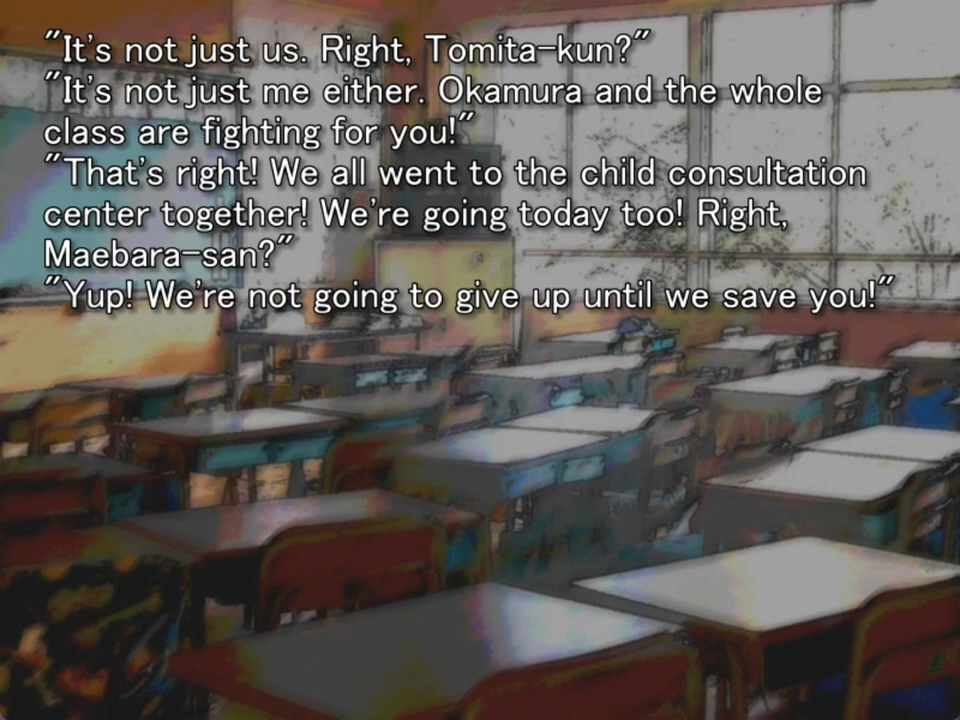 "It's not just us. Right, Tomita-kun?"
"It's not just me either. Okamura and the whole
class are fighting for you!"
"That's right! We all went to the child consultation
center together! We're going today too! Right,
Maebara-san?"
"Yup! We're not going to give up until we save you!"